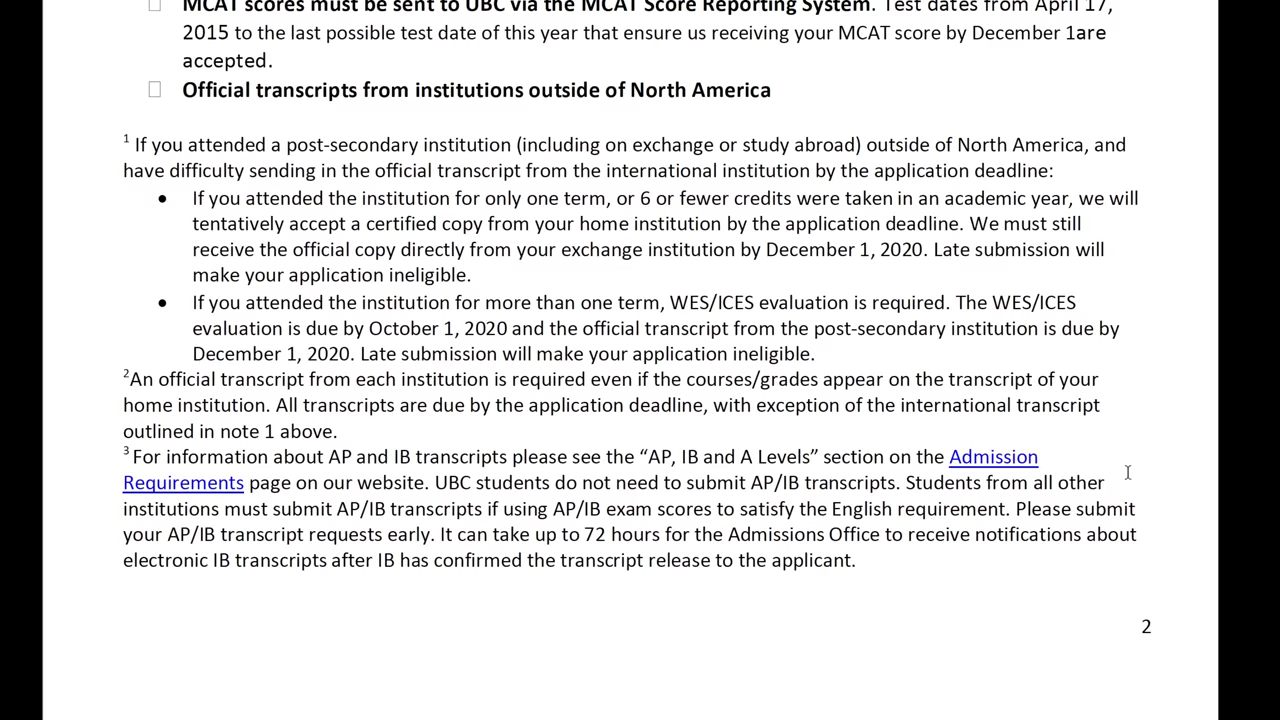 MCAT scores must be sent to UBC via the MCAT Score Reporting System. Test dates from April 17,
2015 to the last possible test date of this year that ensure us receiving your MCAT score by December 1are
accepted.
Official transcripts from institutions outside of North America
1 If you attended a post-secondary institution (including on exchange or study abroad) outside of North America, and
have difficulty sending in the official transcript from the international institution by the application deadline:
• If you attended the institution for only one term, or 6 or fewer credits were taken in an academic year, we will
tentatively accept a certified copy from your home institution by the application deadline. We must still
receive the official copy directly from your exchange institution by December 1, 2020. Late submission will
make your application ineligible.
• If you attended the institution for more than one term, WES/ICES evaluation is required. The WES/ICES
evaluation is due by October 1, 2020 and the official transcript from the post-secondary institution is due by
December 1, 2020. Late submission will make your application ineligible.
2An official transcript from each institution is required even if the courses/grades appear on the transcript of your
home institution. All transcripts are due by the application deadline, with exception of the international transcript
outlined in note 1 above.
3 For information about AP and IB transcripts please see the “AP, IB and A Levels” section on the Admission
Requirements page on our website. UBC students do not need to submit AP/IB transcripts. Students from all other
institutions must submit AP/IB transcripts if using AP/IB exam scores to satisfy the English requirement. Please submit
your AP/IB transcript requests early. It can take up to 72 hours for the Admissions Office to receive notifications about
electronic IB transcripts after IB has confirmed the transcript release to the applicant.
2